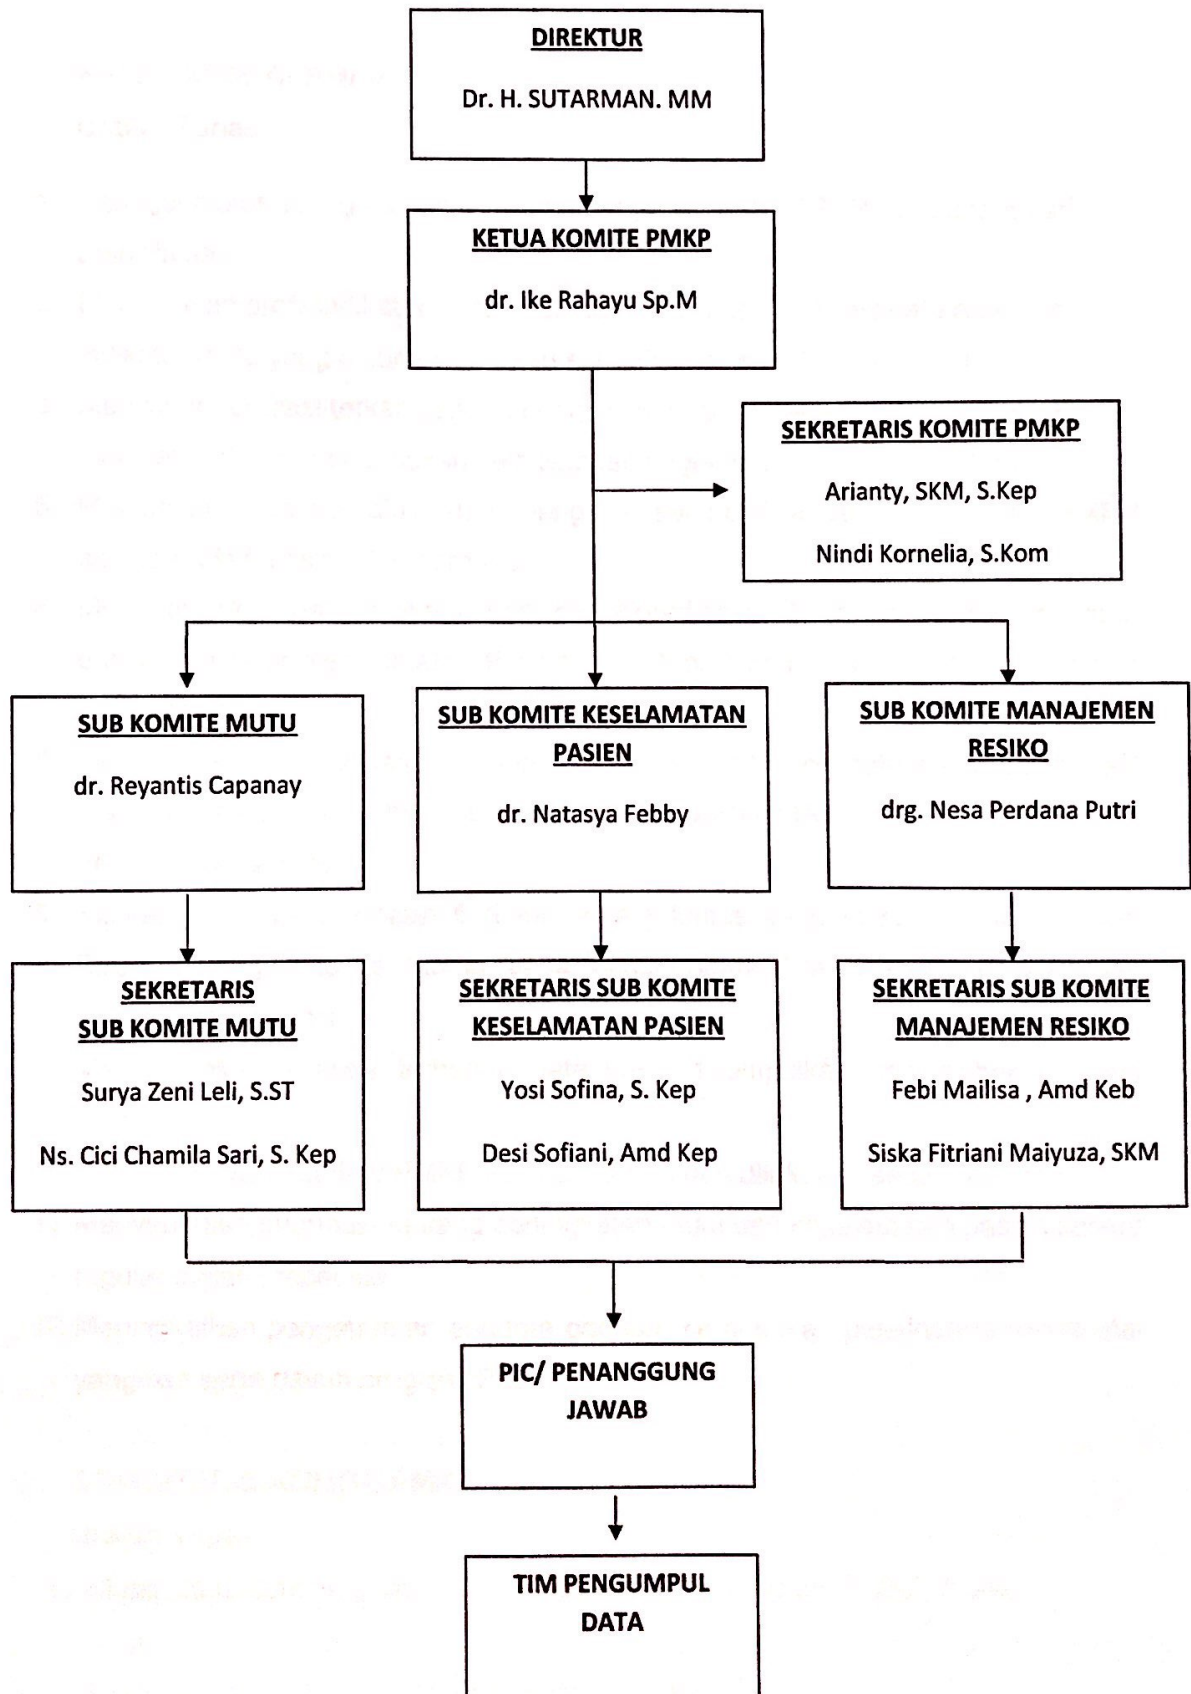 DIREKTUR
Dr. H. SUTARMAN. MM
KETUA KOMITE PMKP
dr. Ike Rahayu Sp.M
SEKRETARIS KOMITE PMKP
Arianty, SKM, S.Kep
Nindi Kornelia, S.Kom
SUB KOMITE MUTU
dr. Reyantis Capanay
SUB KOMITE KESELAMATAN
PASIEN
dr. Natasya Febby
SUB KOMITE MANAJEMEN
RESIKO
drg. Nesa Perdana Putri
SEKRETARIS
SUB KOMITE MUTU
Surya Zeni Leli, S.ST
Ns. Cici Chamila Sari, S. Kep
SEKRETARIS SUB KOMITE
KESELAMATAN PASIEN
Yosi Sofina, S. Kep
Desi Sofiani, Amd Kep
SEKRETARIS SUB KOMITE
MANAJEMEN RESIKO
Febi Mailisa , Amd Keb
Siska Fitriani Maiyuza, SKM
PIC/ PENANGGUNG
JAWAB
TIM PENGUMPUL
DATA